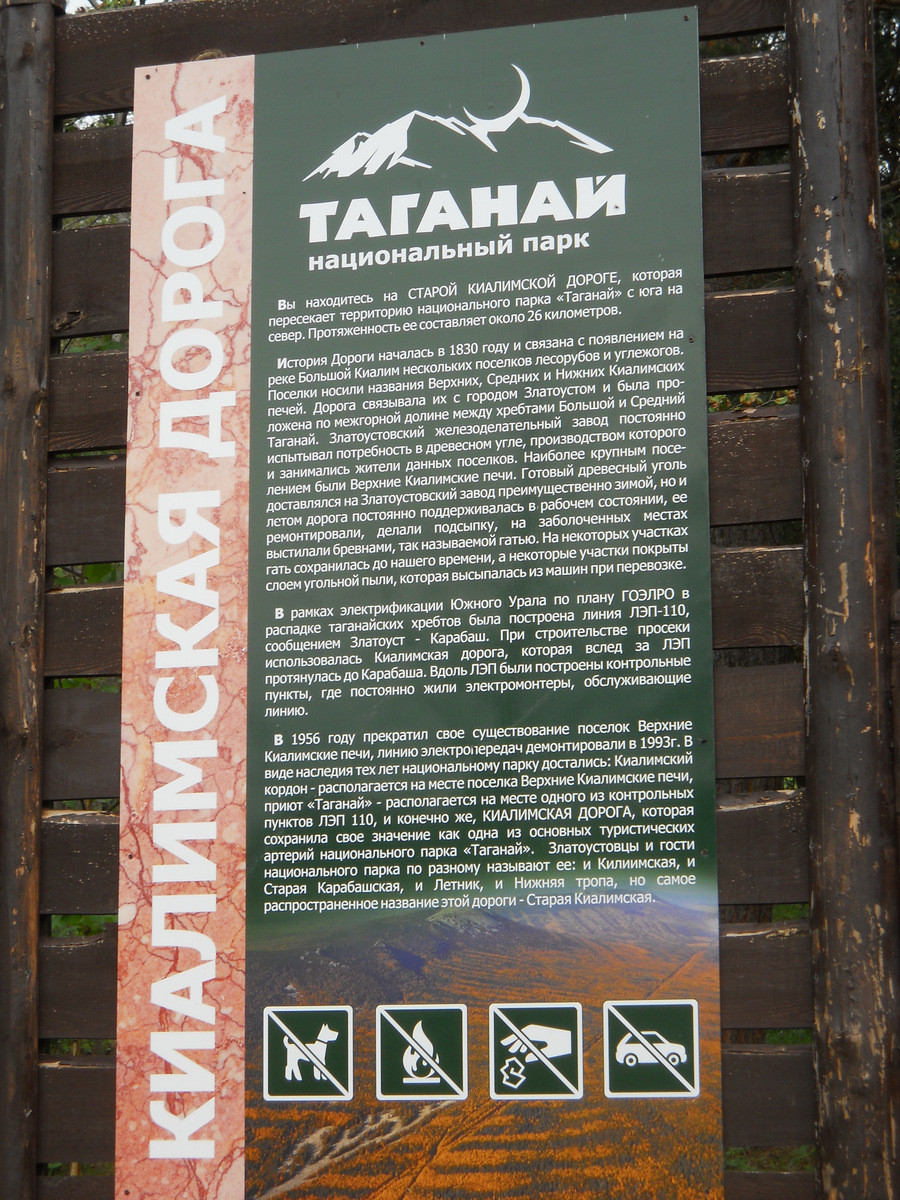 КИАЛИМСКАЯ ДОРОГА
ТАГАНАЙ
национальный парк
Вы находитесь на СТАРОЙ КИАЛИМСКОЙ ДОРОГЕ, которая
пересекает территорию национального парка «Таганай» с юга на
север. Протяженность ее составляет около 26 километров.
История Дороги началась в 1830 году и связана с появлением на
реке Большой Киалим нескольких поселков лесорубов и углежогов.
Поселки носили названия Верхних, Средних и Нижних Киалимских
печей. Дорога связывала их с городом Златоустом и была про-
ложена по межгорной долине между хребтами Большой и Средний
Таганай. Златоустовский железоделательный завод постоянно
испытывал потребность в древесном угле, производством которого
и занимались жители данных поселков. Наиболее крупным посе-
лением были Верхние Киалимские печи. Готовый древесный уголь
доставлялся на Златоустовский завод преимущественно зимой, но и
летом дорога постоянно поддерживалась в рабочем состоянии, ее
ремонтировали, делали подсыпку, на заболоченных местах
выстилали бревнами, так называемой гатью. На некоторых участках
гать сохранилась до нашего времени, а некоторые участки покрыты
слоем угольной пыли, которая высыпалась из машин при перевозке.
В рамках электрификации Южного Урала по плану ГОЭЛРО в
распадке таганайских хребтов была построена линия ЛЭП-110,
сообщением Златоуст - Карабаш. При строительстве просеки
использовалась Киалимская дорога, которая вслед за ЛЭП
протянулась до Карабаша. Вдоль ЛЭП были построены контрольные
пункты, где постоянно жили электромонтеры, обслуживающие
линию.
В 1956 году прекратил свое существование поселок Верхние
Киалимские печи, линию электропередач демонтировали в 1993г. В
виде наследия тех лет национальному парку достались: Киалимский
кордон - располагается на месте поселка Верхние Киалимские печи,
приют «Таганай» - располагается на месте одного из контрольных
пунктов ЛЭП 110, и конечно же, КИАЛИМСКАЯ ДОРОГА, которая
сохранила свое значение как одна из основных туристических
артерий национального парка «Таганай». Златоустовцы и гости
национального парка по разному называют ее: и Килиимская, и
Старая Карабашская, и Летник, и Нижняя тропа, но самое
распространенное название этой дороги - Старая Киалимская.